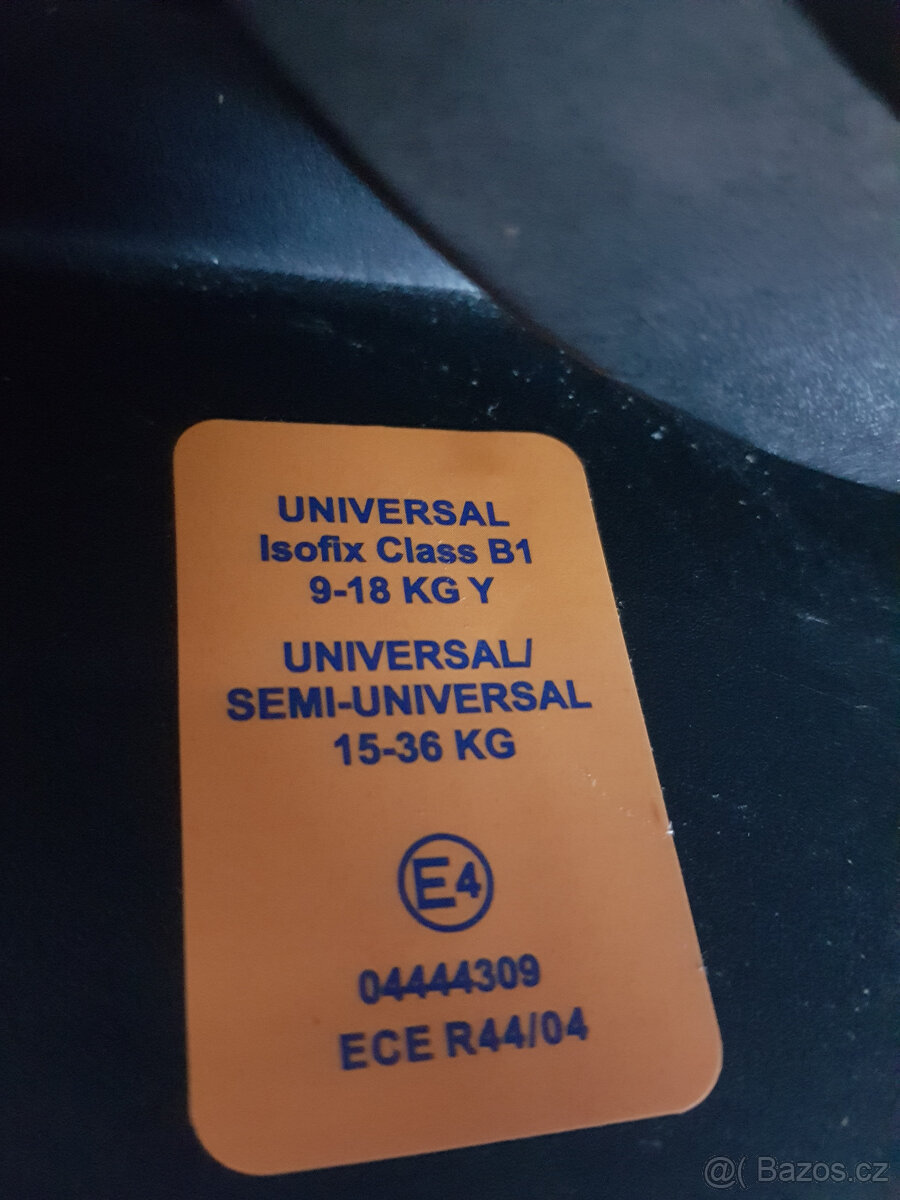 UNIVERSAL
Isofix Class B1
9-18 KG Y
UNIVERSAL/
SEMI-UNIVERSAL
15-36 KG
E4
04444309
ECE R44/04
@( Bazos.cz